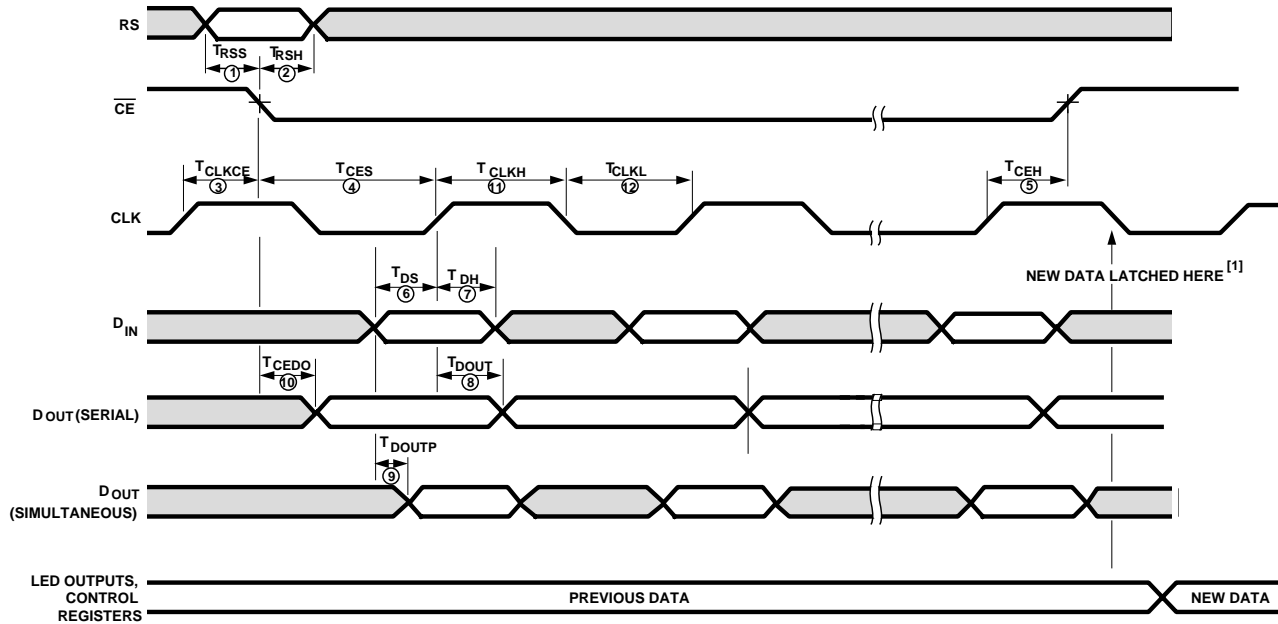 RS
TRSS
TRSH
1
2
CE
TCLKCE
TCES
TCLKH
TCLKL
TCEH
3
4
11
12
5
CLK
TDS
TDH
6
7
NEW DATA LATCHED HERE [1]
DIN
TCEDO
TDOUT
10
8
DOUT (SERIAL)
TDOUTP
9
DOUT
(SIMULTANEOUS)
LED OUTPUTS,
CONTROL
REGISTERS
PREVIOUS DATA
NEW DATA